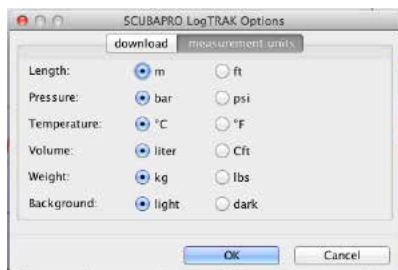 SCUBAPRO LogTRAK Options
download measurement units
Length: m ft
Pressure: bar psi
Temperature: °C °F
Volume: liter Cft
Weight: kg lbs
Background: light dark
OK Cancel